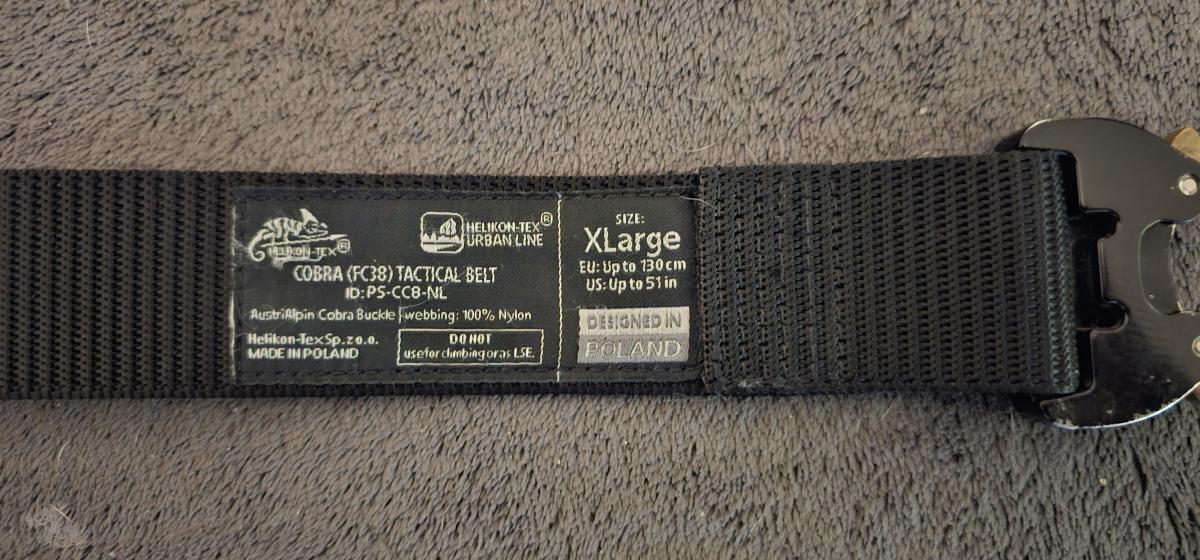 HELIKON-TEX®
HELIKON-TEX®
URBAN LINE
COBRA (FC38) TACTICAL BELT
ID:PS-CC8-NL
AustriAlpin Cobra Buckle | webbing: 100% Nylon
Helikon-Tex Sp. z o.o.
MADE IN POLAND
DO NOT
use for climbing or as LSE.
SIZE:
XLarge
EU: Up to 130 cm
US: Up to 51 in
DESIGNED IN
POLAND